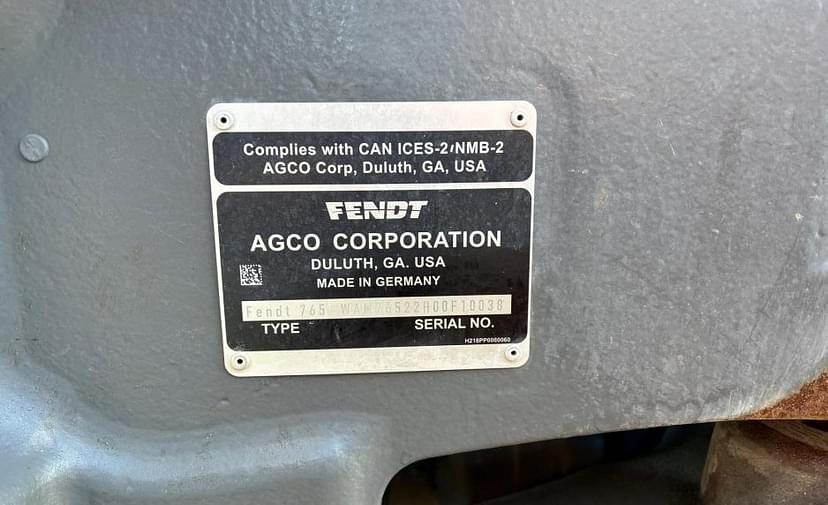 Complies with CAN ICES-2/NMB-2
AGCO Corp, Duluth, GA, USA
FENDT
AGCO CORPORATION
DULUTH, GA. USA
MADE IN GERMANY
Fendt 765
TYPE SERIAL NO.
H218PP0080060